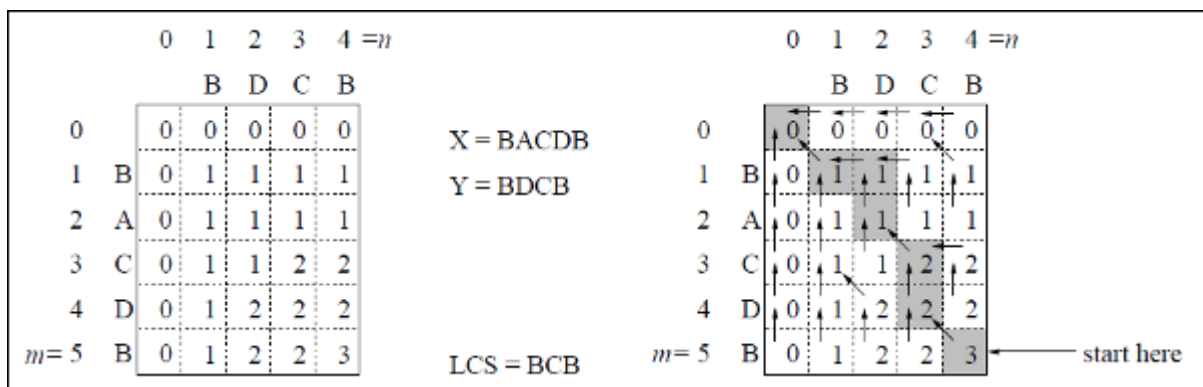 0 1 2 3 4 =n
B D C B
0 0 0 0 0 0
1 B 0 1 1 1 1
2 A 0 1 1 1 1
3 C 0 1 1 2 2
4 D 0 1 2 2 2
m= 5 B 0 1 2 2 3
X = BACDB
Y = BDCB
LCS = BCB
0 1 2 3 4 =n
B D C B
0 0 0 0 0 0
1 B 0 1 1 1 1
2 A 0 1 1 1 1
3 C 0 1 1 2 2
4 D 0 1 2 2 2
m= 5 B 0 1 2 2 3
start here